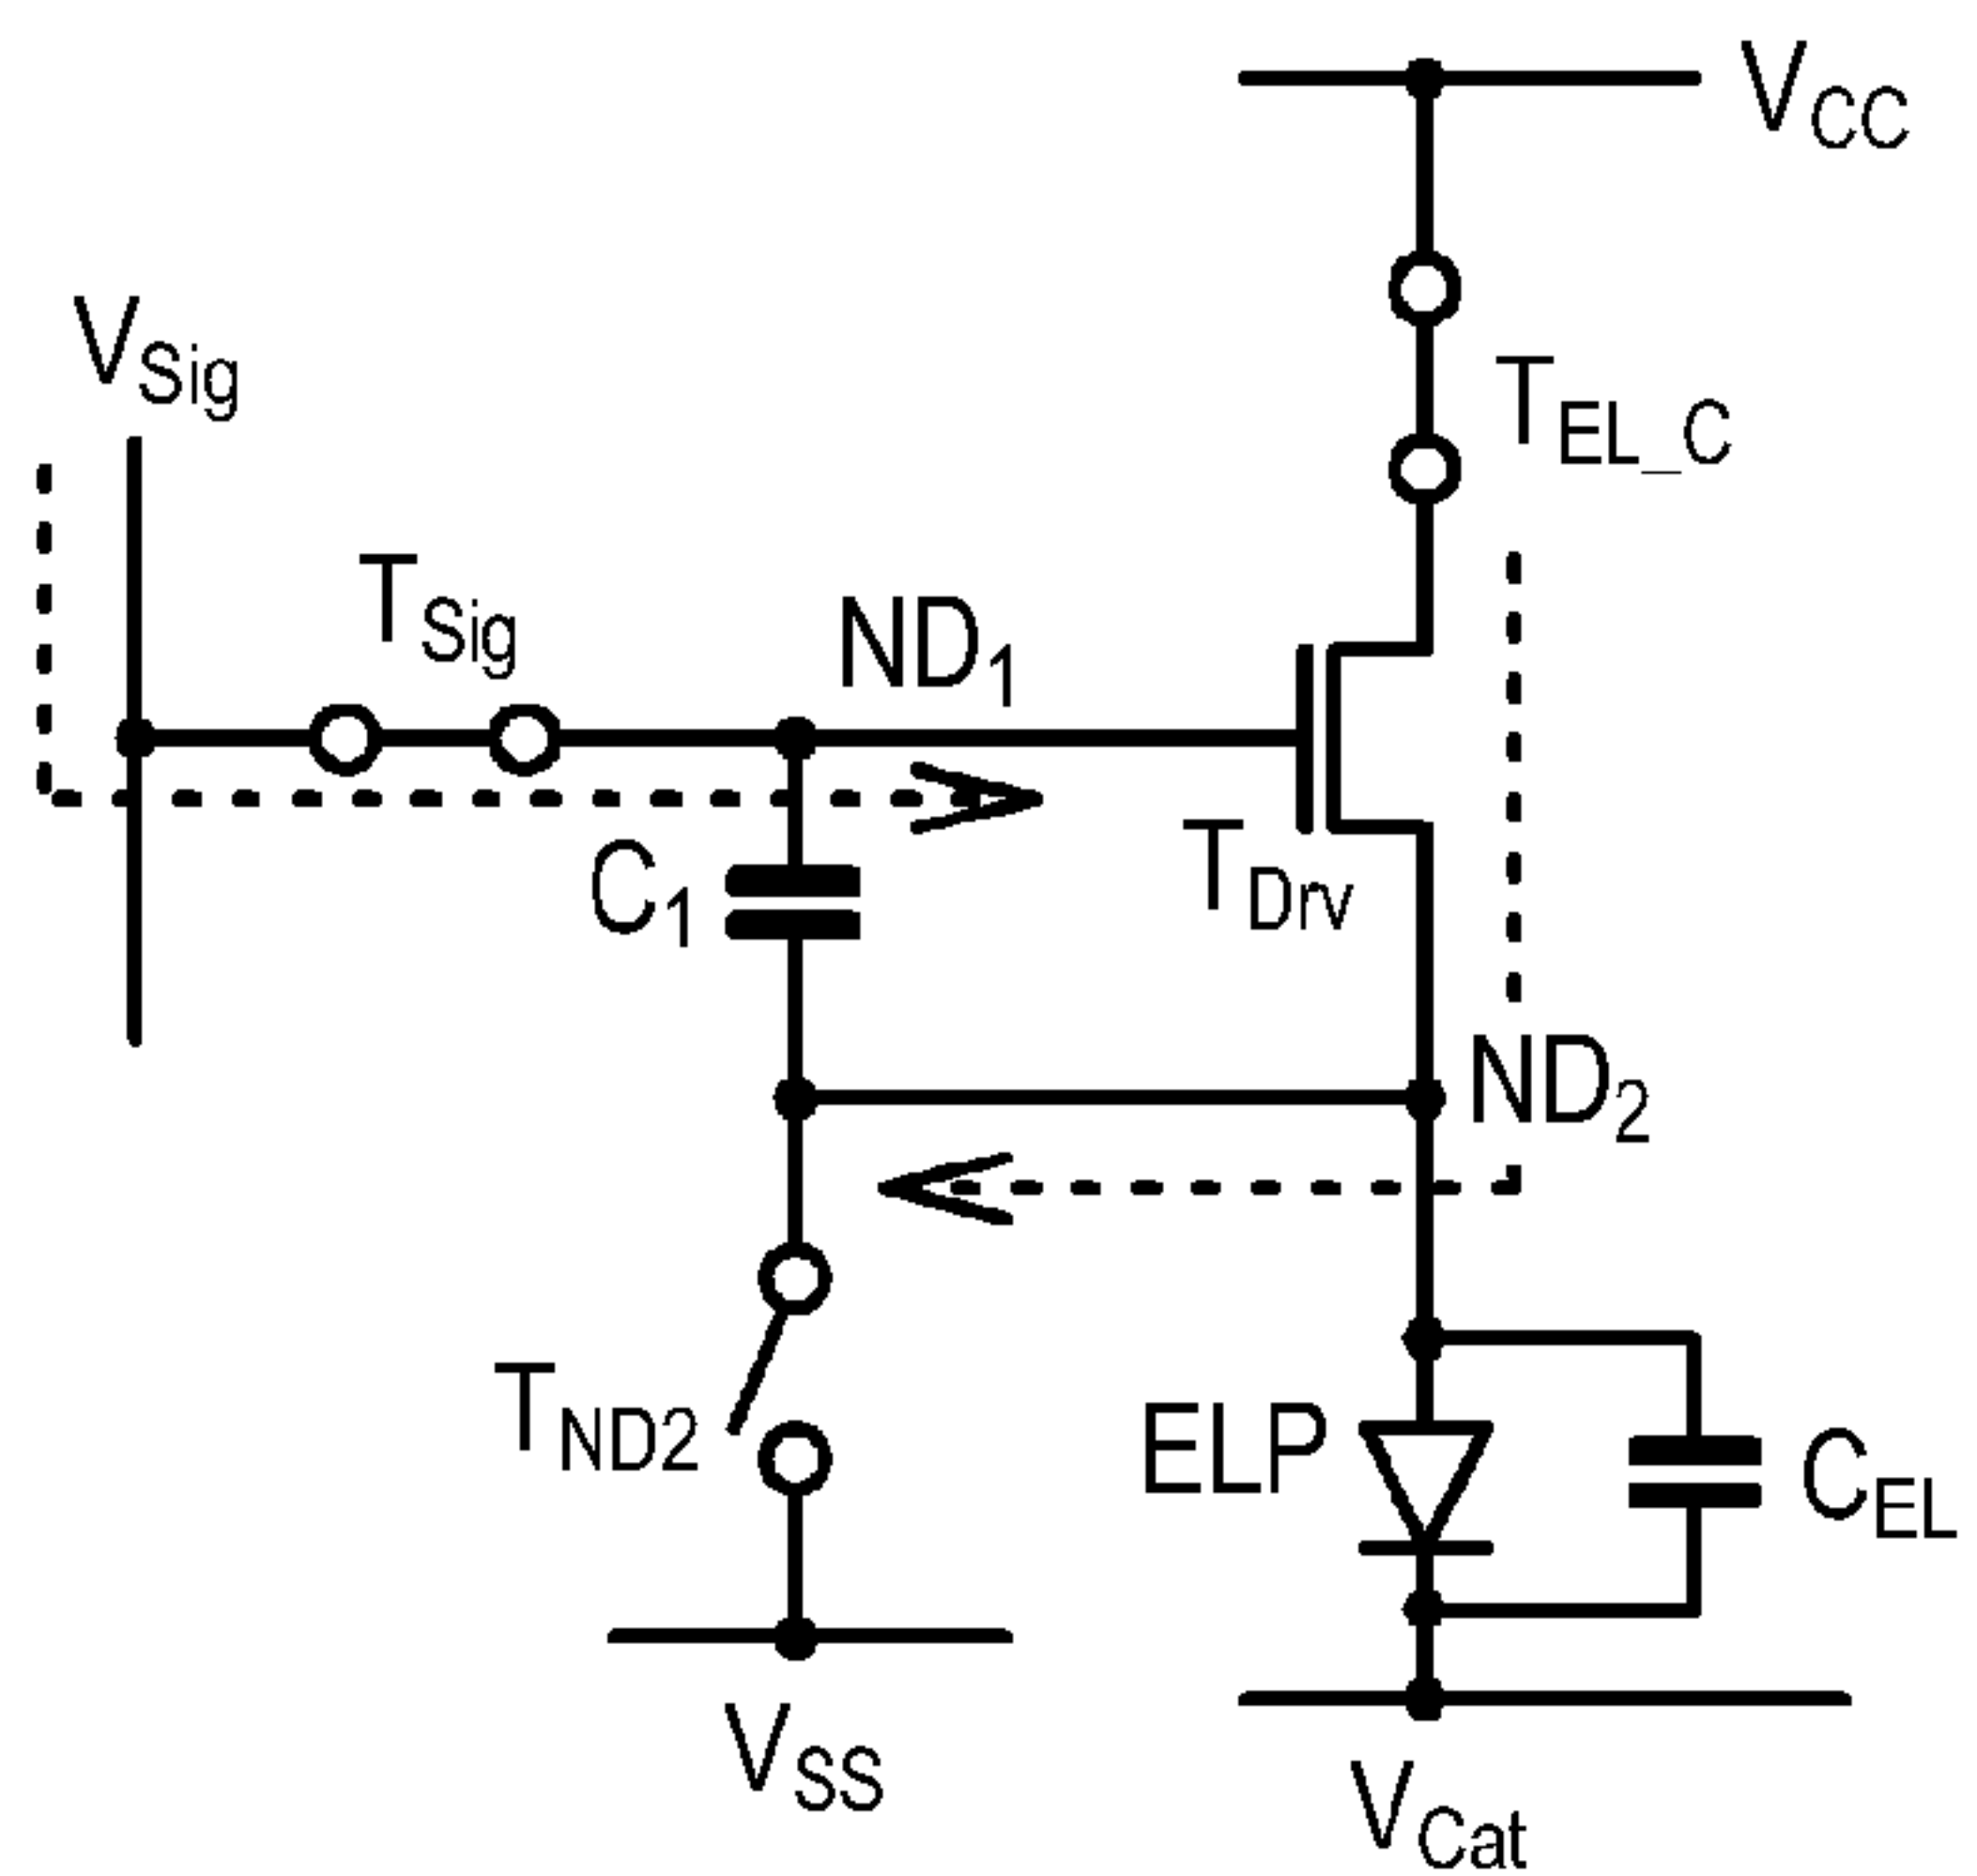 V_CC
V_Sig
T_EL_C
T_Sig
ND_1
C_1
T_Drv
ND_2
T_ND2
ELP
C_EL
V_SS
V_Cat